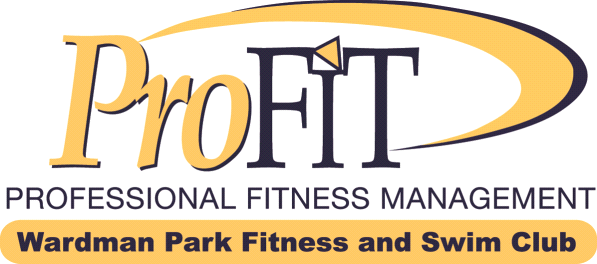 ProFIT
PROFESSIONAL FITNESS MANAGEMENT
Wardman Park Fitness and Swim Club